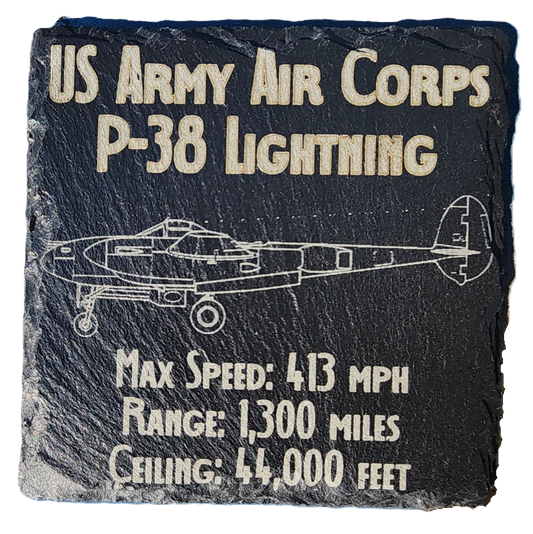 US Army Air Corps
P-38 Lightning
Max Speed: 413 mph
Range: 1,300 miles
Ceiling: 44,000 feet